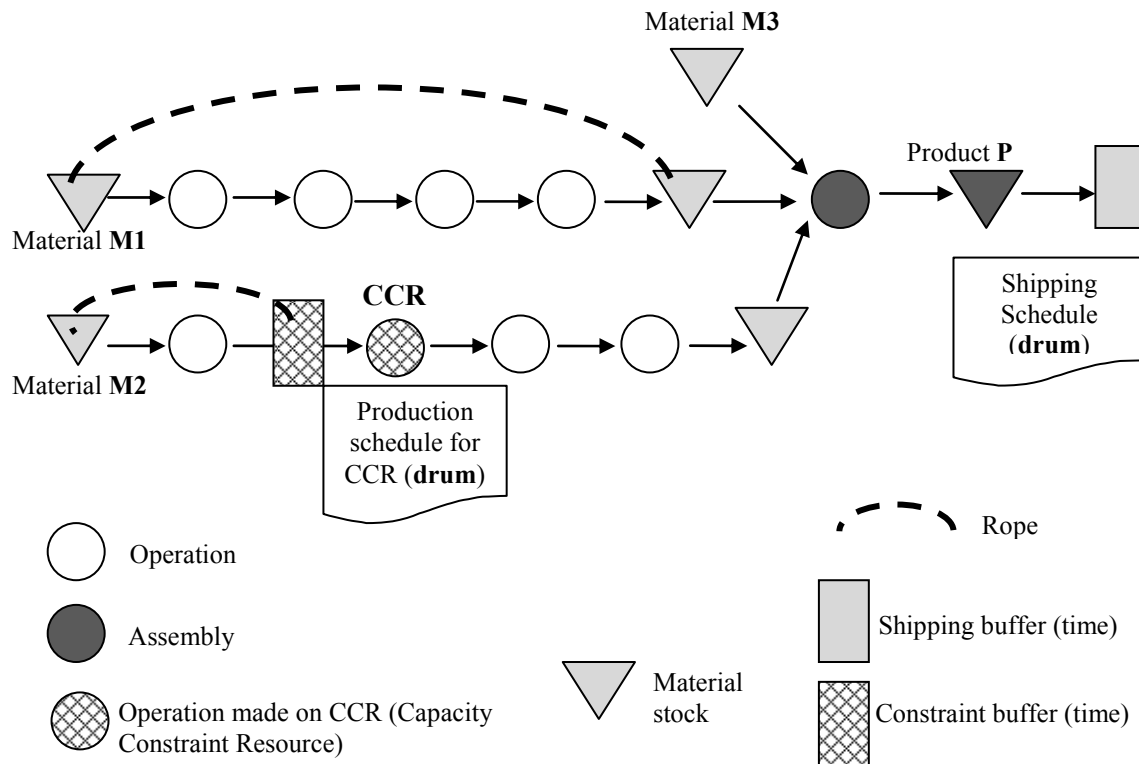 Material M3
Product P
Material M1
CCR
Shipping
Schedule
(drum)
Material M2
Production
schedule for
CCR (drum)
Operation
Rope
Assembly
Shipping buffer (time)
Material
stock
Operation made on CCR (Capacity
Constraint Resource)
Constraint buffer (time)